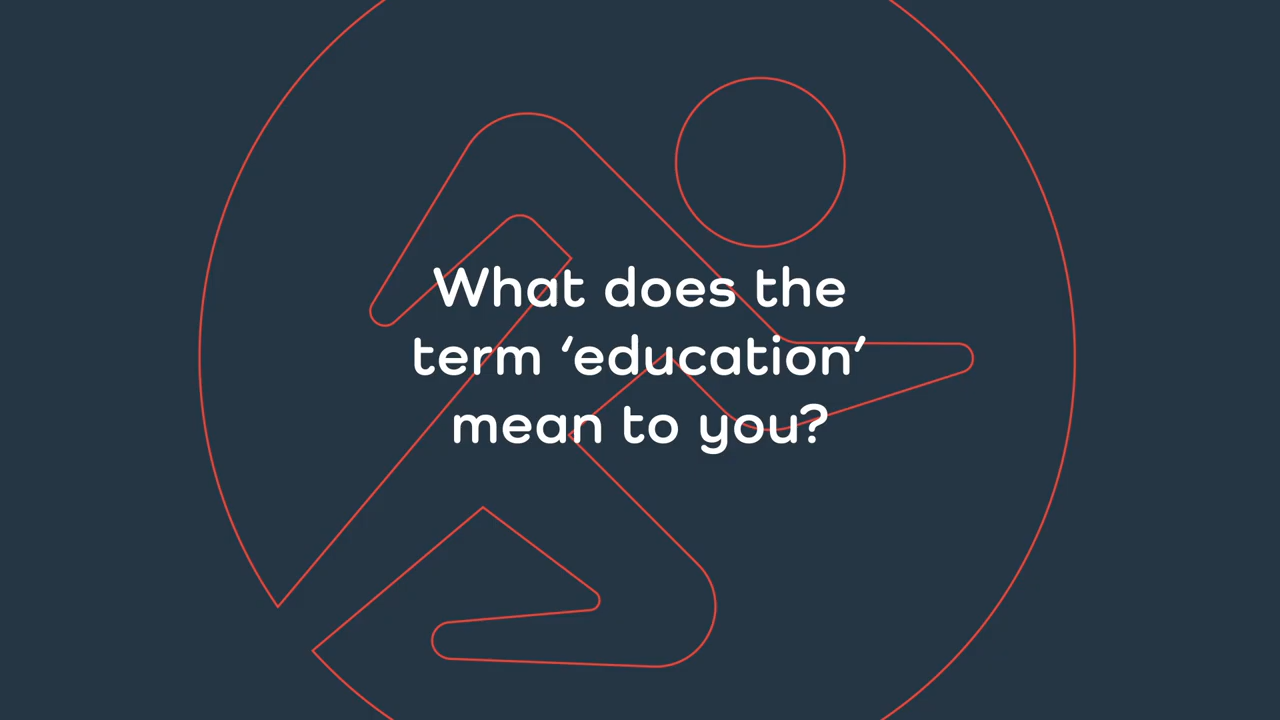 What does the
term ‘education’
mean to you?